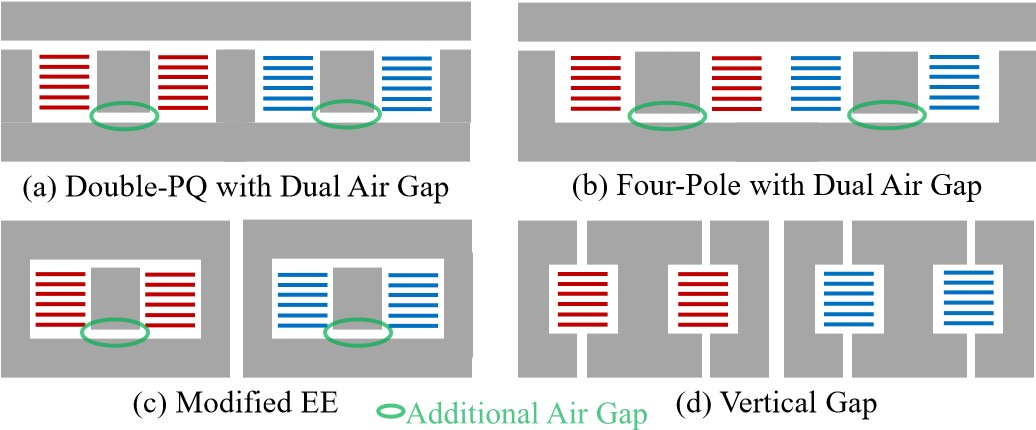 (a) Double-PQ with Dual Air Gap
(b) Four-Pole with Dual Air Gap
(c) Modified EE
(d) Vertical Gap
Additional Air Gap